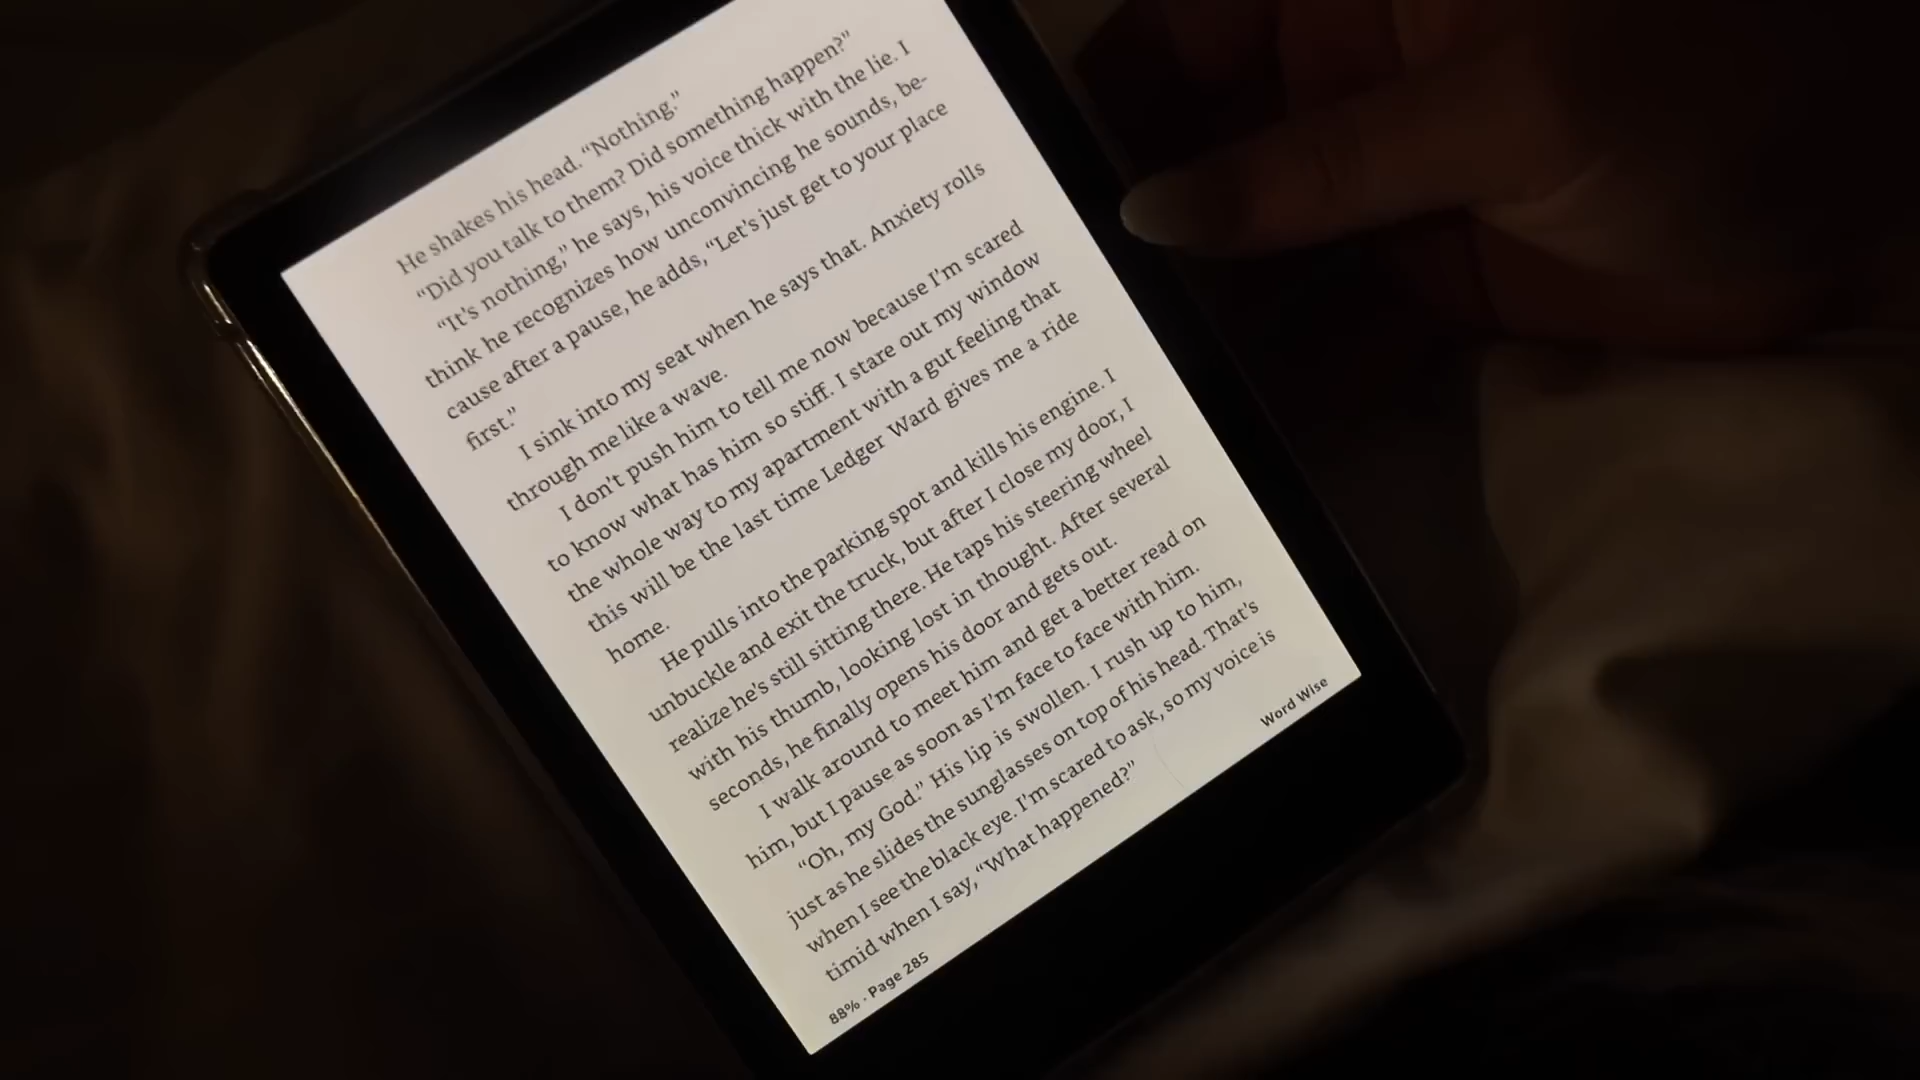 He shakes his head. “Nothing.”
“Did you talk to them? Did something happen?”
“It's nothing,” he says, his voice thick with the lie. I
think he recognizes how unconvincing he sounds, be-
cause after a pause, he adds, “Let's just get to your place
first.”
I sink into my seat when he says that. Anxiety rolls
through me like a wave.
I don't push him to tell me now because I'm scared
to know what has him so stiff. I stare out my window
the whole way to my apartment with a gut feeling that
this will be the last time Ledger Ward gives me a ride
home.
He pulls into the parking spot and kills his engine. I
unbuckle and exit the truck, but after I close my door, I
realize he's still sitting there. He taps his steering wheel
with his thumb, looking lost in thought. After several
seconds, he finally opens his door and gets out.
I walk around to meet him and get a better read on
him, but I pause as soon as I'm face to face with him.
“Oh, my God.” His lip is swollen. I rush up to him,
just as he slides the sunglasses on top of his head. That's
when I see the black eye. I'm scared to ask, so my voice is
timid when I say, “What happened?”
88% · Page 285
Word Wise